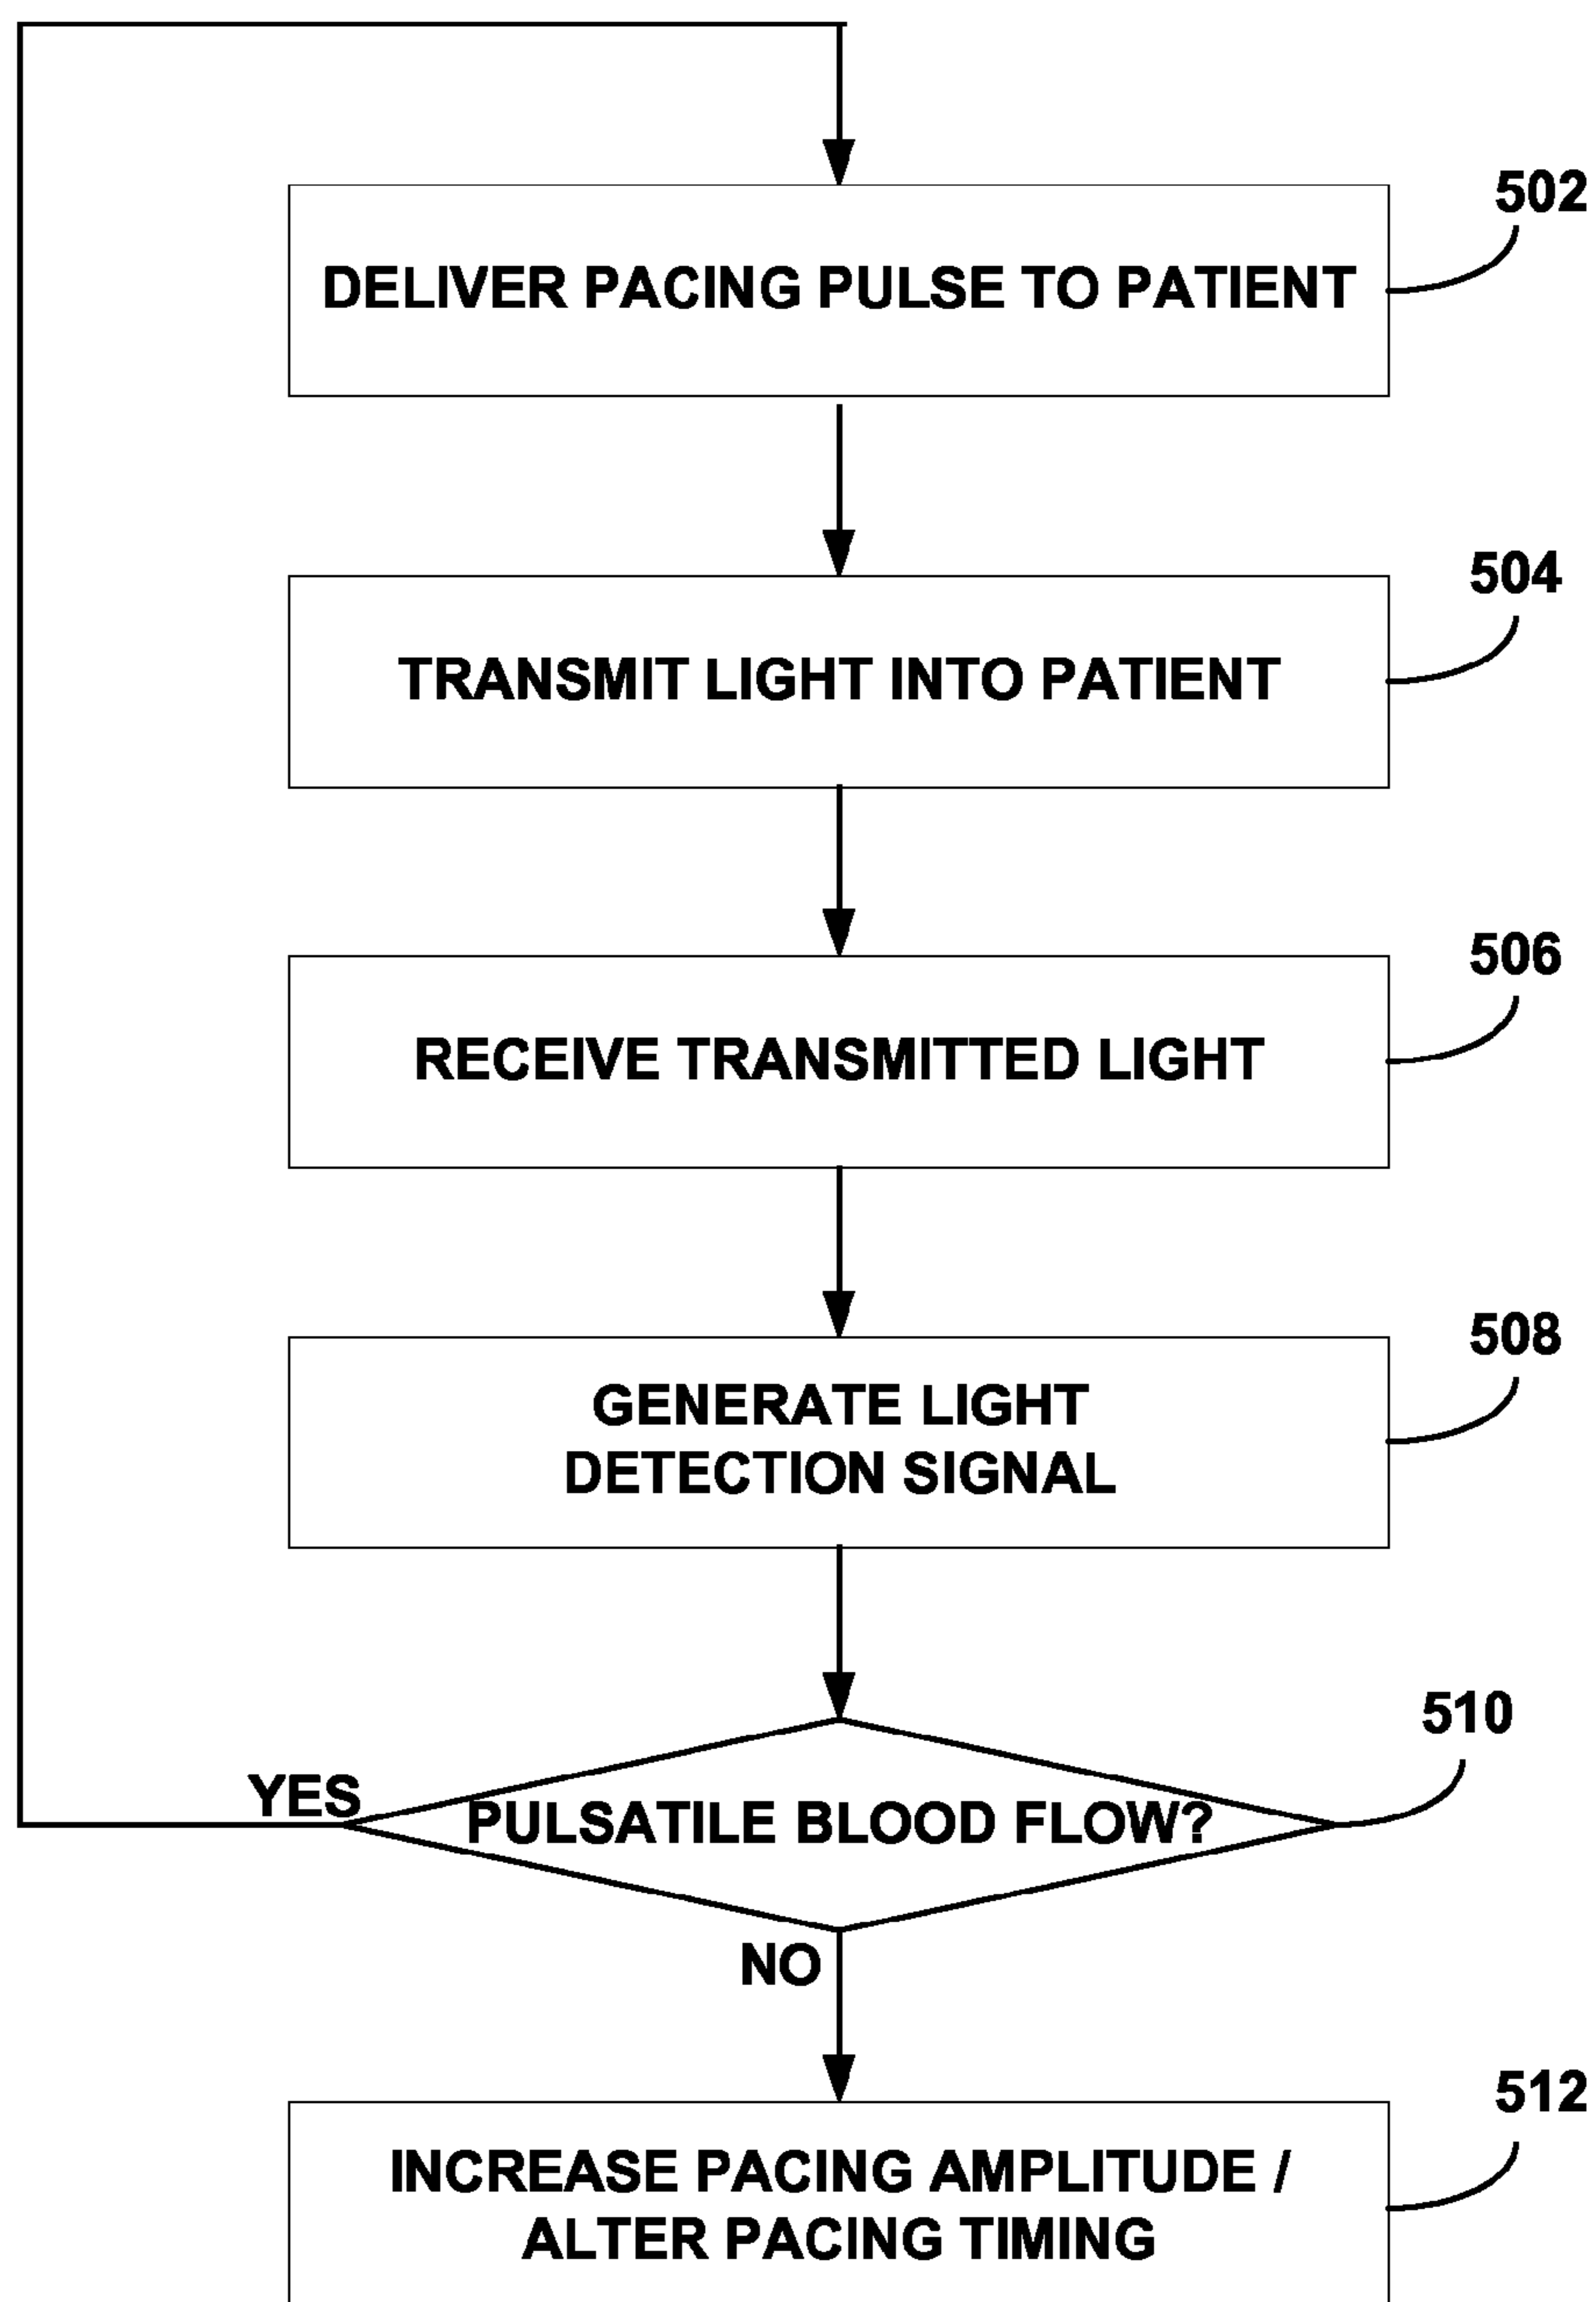 502
DELIVER PACING PULSE TO PATIENT
504
TRANSMIT LIGHT INTO PATIENT
506
RECEIVE TRANSMITTED LIGHT
508
GENERATE LIGHT
DETECTION SIGNAL
510
YES
PULSATILE BLOOD FLOW?
NO
512
INCREASE PACING AMPLITUDE /
ALTER PACING TIMING